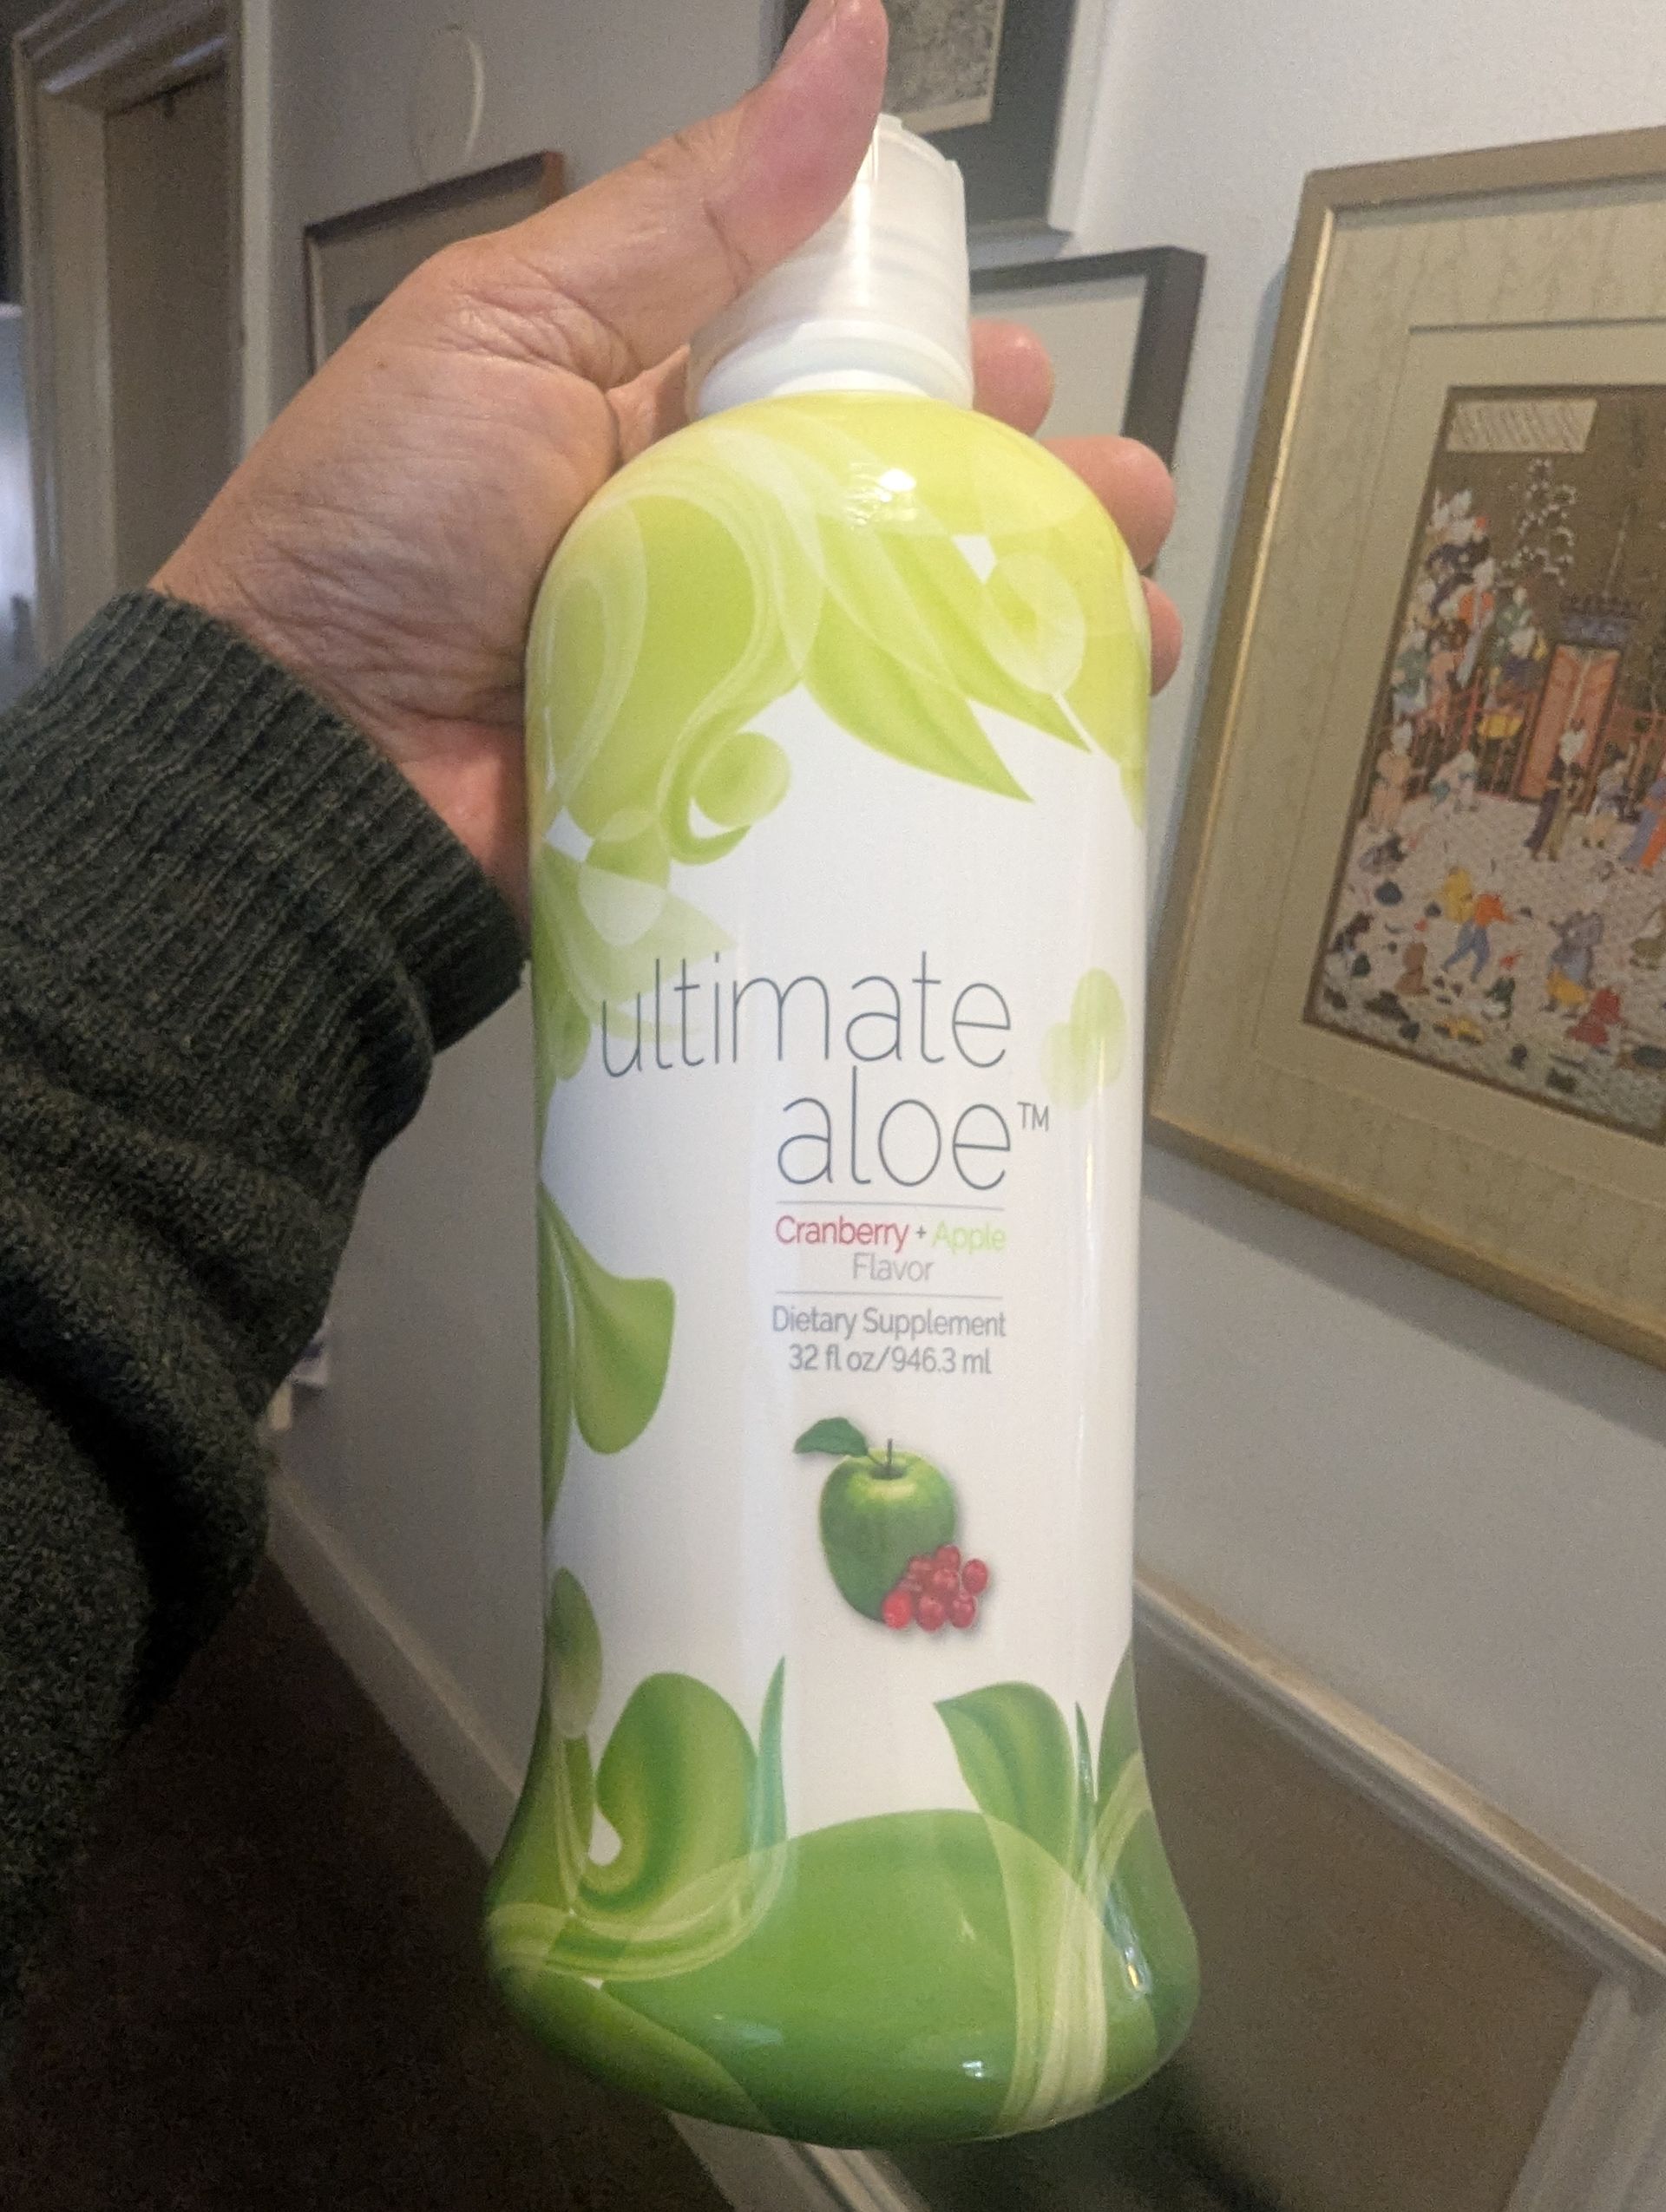 ultimate
aloe™
Cranberry + Apple
Flavor
Dietary Supplement
32 fl oz/946.3 ml